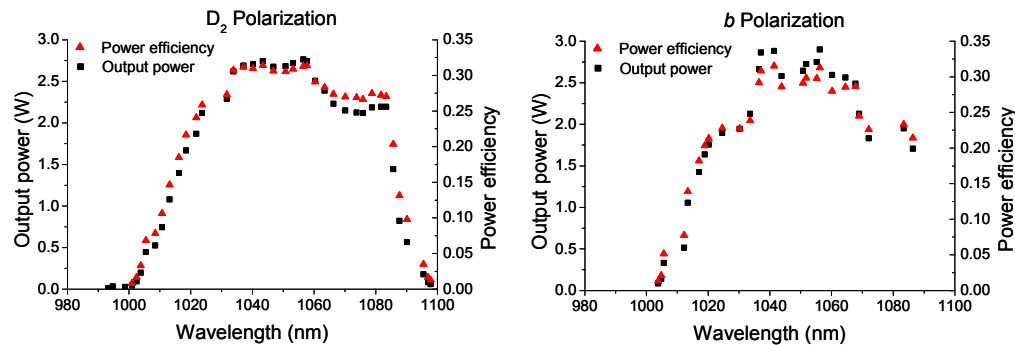 D2 Polarization
Power efficiency
Output power
3.0
2.5
2.0
1.5
1.0
0.5
0.0
Output power (W)
0.35
0.30
0.25
0.20
0.15
0.10
0.05
0.00
Power efficiency
980 1000 1020 1040 1060 1080 1100
Wavelength (nm)
b Polarization
Power efficiency
Output power
3.0
2.5
2.0
1.5
1.0
0.5
0.0
Output power (W)
0.35
0.30
0.25
0.20
0.15
0.10
0.05
0.00
Power efficiency
980 1000 1020 1040 1060 1080 1100
Wavelength (nm)